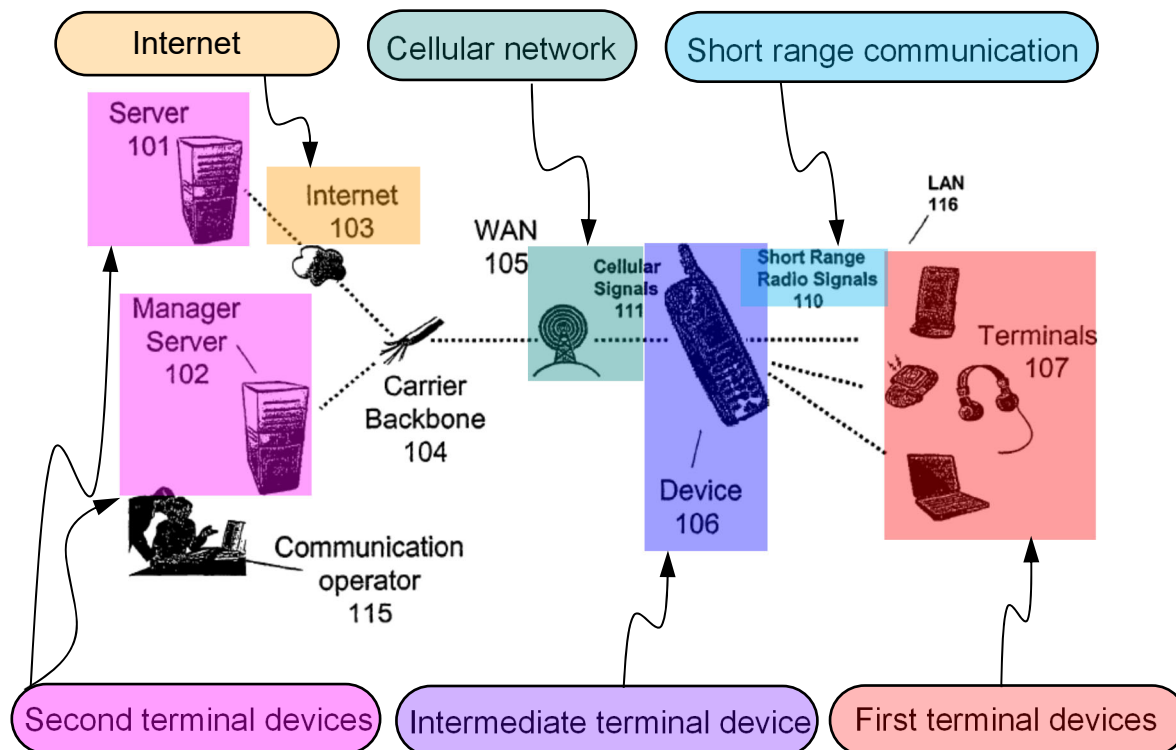 Internet
Cellular network
Short range communication
Server
101
Internet
103
LAN
116
WAN
105
Cellular
Signals
111
Short Range
Radio Signals
110
Manager
Server
102
Terminals
107
Carrier
Backbone
104
Device
106
Communication
operator
115
Second terminal devices
Intermediate terminal device
First terminal devices